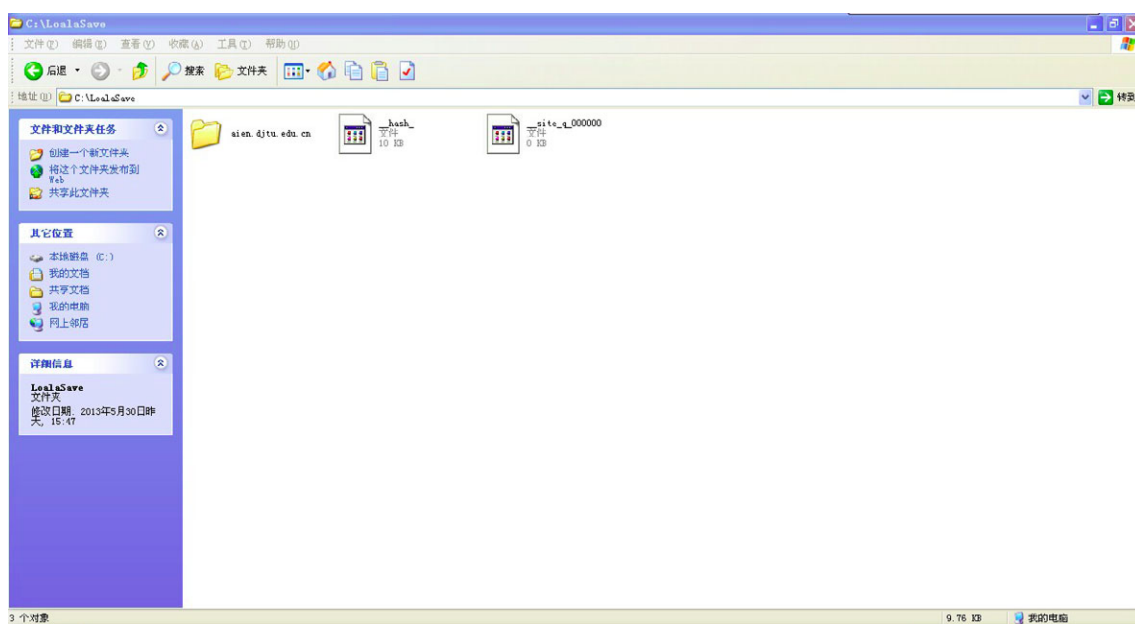 C:\LoalaSave
文件(F) 编辑(E) 查看(V) 收藏(A) 工具(T) 帮助(H)
后退 搜索 文件夹
地址(D) C:\LoalaSave 转到
文件和文件夹任务
创建一个新文件夹
将这个文件夹发布到
Web
共享此文件夹
其它位置
本地磁盘 (C:)
我的文档
共享文档
我的电脑
网上邻居
详细信息
LoalaSave
文件夹
修改日期: 2013年5月30日昨
天, 15:47
aien.djtu.edu.cn
__hash_
文件
10 KB
__site_q_000000
文件
0 KB
3 个对象 9.76 KB 我的电脑